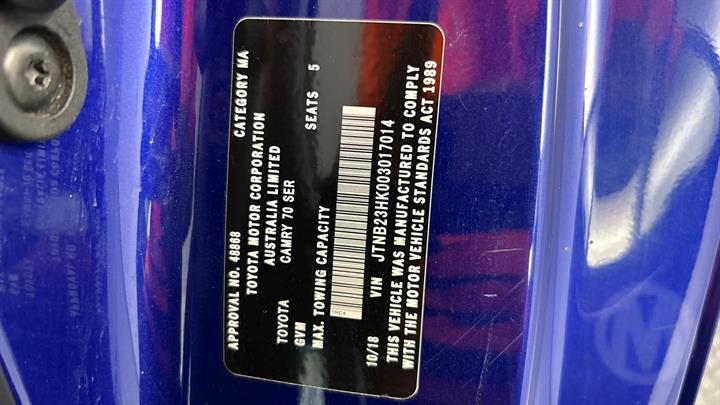 APPROVAL NO. 48868 CATEGORY MA
TOYOTA MOTOR CORPORATION
AUSTRALIA LIMITED
TOYOTA CAMRY 70 SER
GVM SEATS 5
MAX. TOWING CAPACITY
THCA
10/18 VIN JTNB23HK003017014
THIS VEHICLE WAS MANUFACTURED TO COMPLY
WITH THE MOTOR VEHICLE STANDARDS ACT 1989